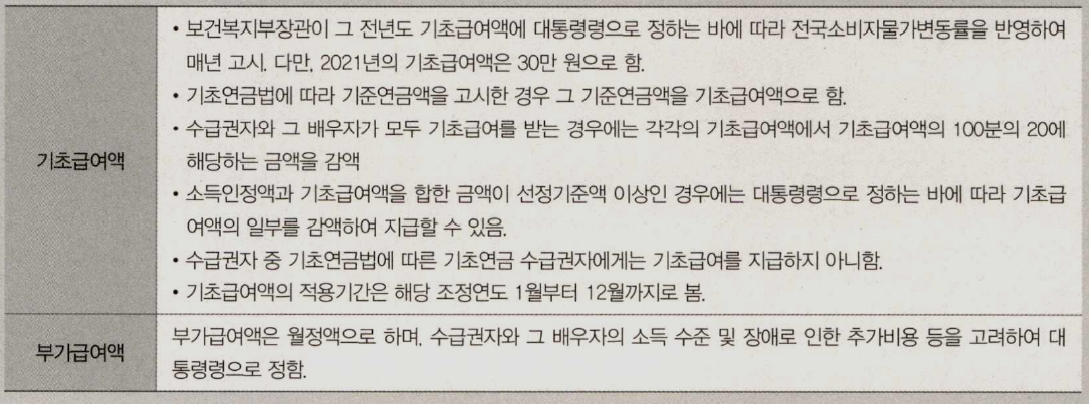 기초급여액
• 보건복지부장관이 그 전년도 기초급여액에 대통령령으로 정하는 바에 따라 전국소비자물가변동률을 반영하여
매년 고시. 다만, 2021년의 기초급여액은 30만 원으로 함.
• 기초연금법에 따라 기준연금액을 고시한 경우 그 기준연금액을 기초급여액으로 함.
• 수급권자와 그 배우자가 모두 기초급여를 받는 경우에는 각각의 기초급여액에서 기초급여액의 100분의 20에
해당하는 금액을 감액
• 소득인정액과 기초급여액을 합한 금액이 선정기준액 이상인 경우에는 대통령령으로 정하는 바에 따라 기초급
여액의 일부를 감액하여 지급할 수 있음.
• 수급권자 중 기초연금법에 따른 기초연금 수급권자에게는 기초급여를 지급하지 아니함.
• 기초급여액의 적용기간은 해당 조정연도 1월부터 12월까지로 봄.
부가급여액
부가급여액은 월정액으로 하며, 수급권자와 그 배우자의 소득 수준 및 장애로 인한 추가비용 등을 고려하여 대
통령령으로 정함.